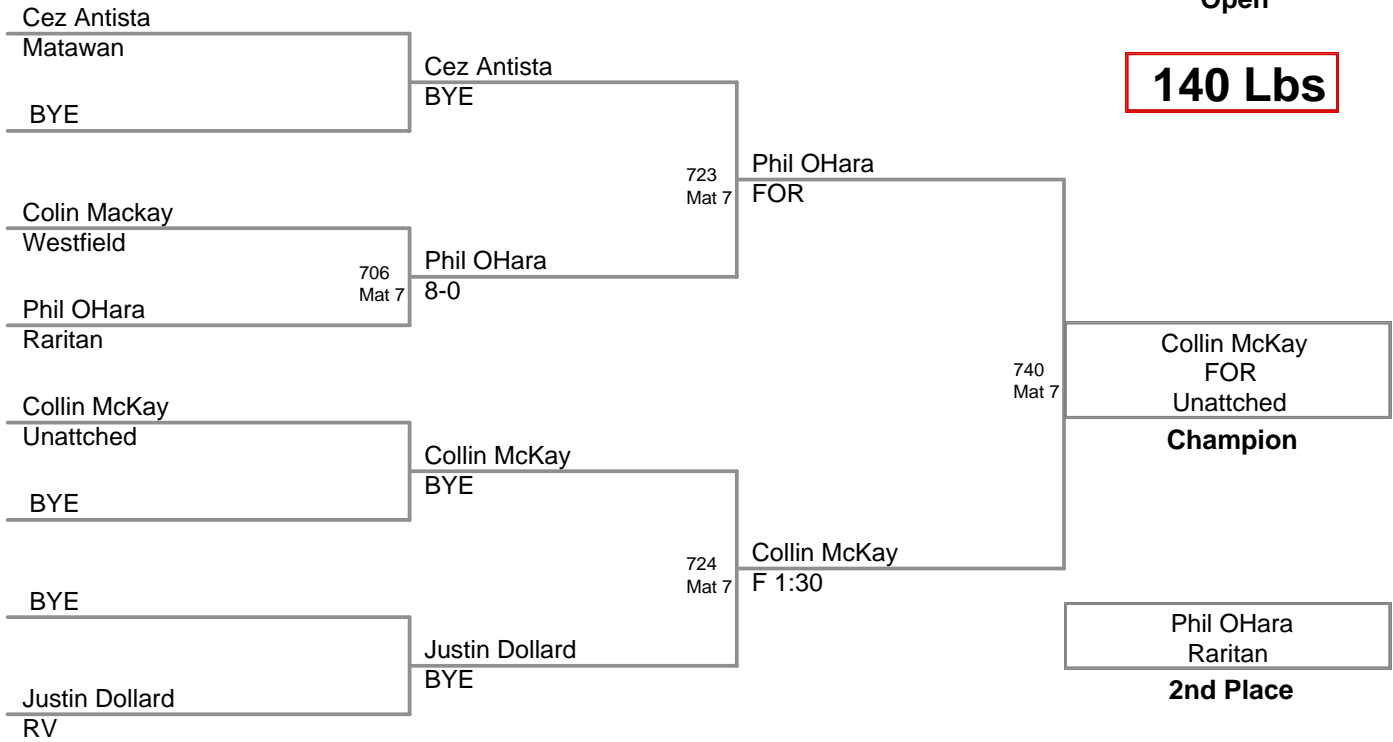 Open
140 Lbs
Cez Antista
Matawan
BYE
Colin Mackay
Westfield
706
Mat 7
Phil OHara
Raritan
Collin McKay
Unattched
BYE
BYE
Justin Dollard
RV
Cez Antista
BYE
723
Mat 7
Phil OHara
8-0
Collin McKay
BYE
724
Mat 7
Justin Dollard
BYE
Phil OHara
FOR
740
Mat 7
Collin McKay
F 1:30
Collin McKay
FOR
Unattched
Champion
Phil OHara
Raritan
2nd Place